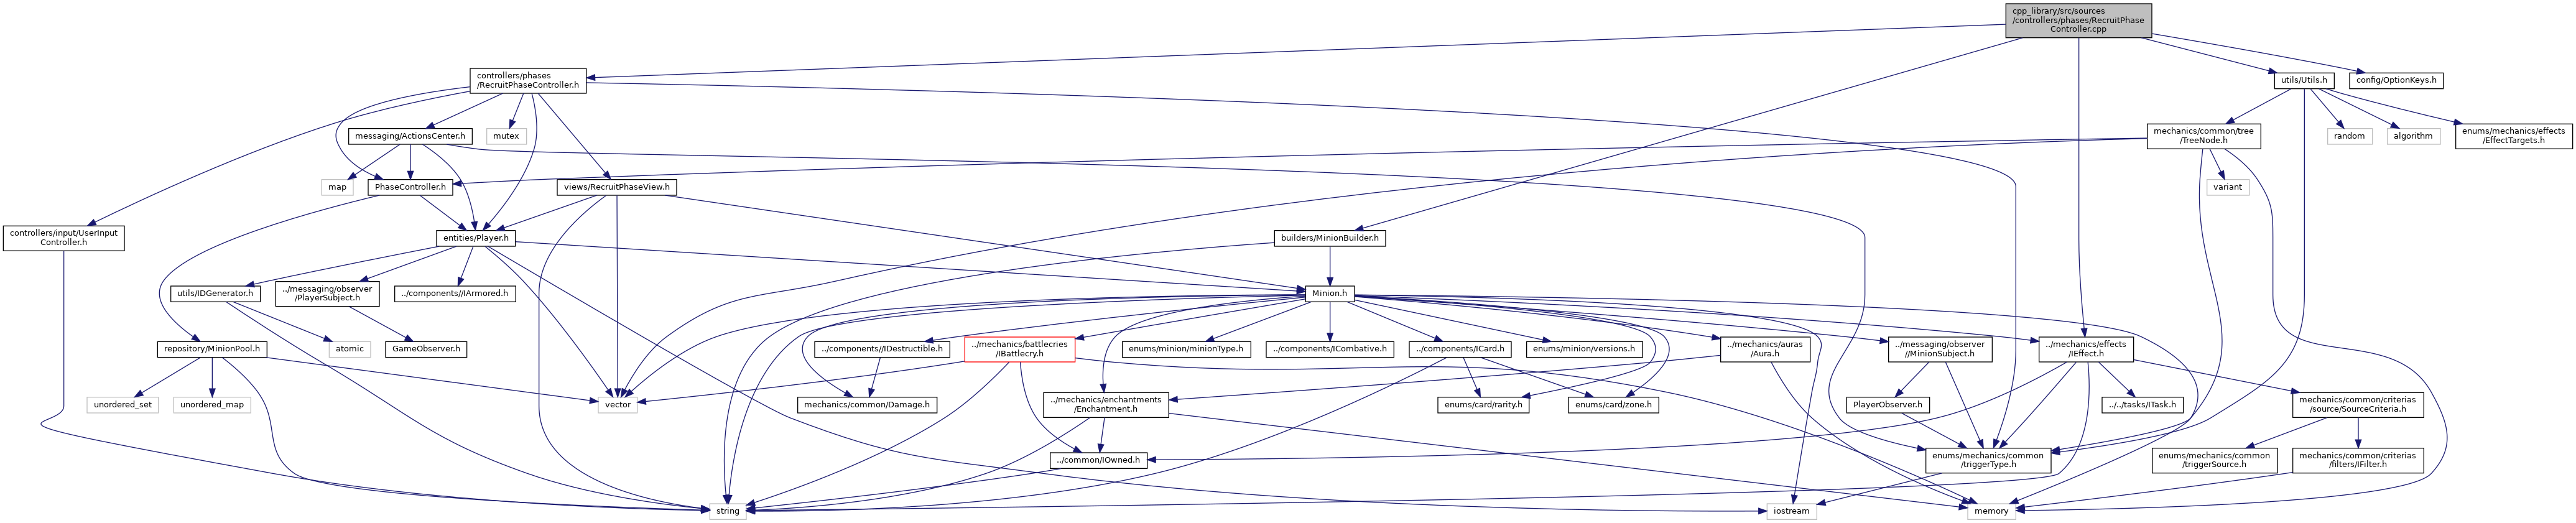 cpp_library/src/sources
/controllers/phases/RecruitPhase
Controller.cpp
controllers/phases
/RecruitPhaseController.h
utils/Utils.h
config/OptionKeys.h
messaging/ActionsCenter.h
mutex
mechanics/common/tree
/TreeNode.h
random
algorithm
enums/mechanics/effects
/EffectTargets.h
map
PhaseController.h
views/RecruitPhaseView.h
variant
controllers/input/UserInput
Controller.h
entities/Player.h
builders/MinionBuilder.h
utils/IDGenerator.h
../messaging/observer
/PlayerSubject.h
../components//IArmored.h
Minion.h
repository/MinionPool.h
atomic
GameObserver.h
../components//IDestructible.h
../mechanics/battlecries
/IBattlecry.h
enums/minion/minionType.h
../components/ICombative.h
../components/ICard.h
enums/minion/versions.h
../mechanics/auras
/Aura.h
../messaging/observer
//MinionSubject.h
../mechanics/effects
/IEffect.h
unordered_set
unordered_map
vector
mechanics/common/Damage.h
../mechanics/enchantments
/Enchantment.h
enums/card/rarity.h
enums/card/zone.h
PlayerObserver.h
../../tasks/ITask.h
mechanics/common/criterias
/source/SourceCriteria.h
../common/IOwned.h
enums/mechanics/common
/triggerType.h
enums/mechanics/common
/triggerSource.h
mechanics/common/criterias
/filters/IFilter.h
string
iostream
memory